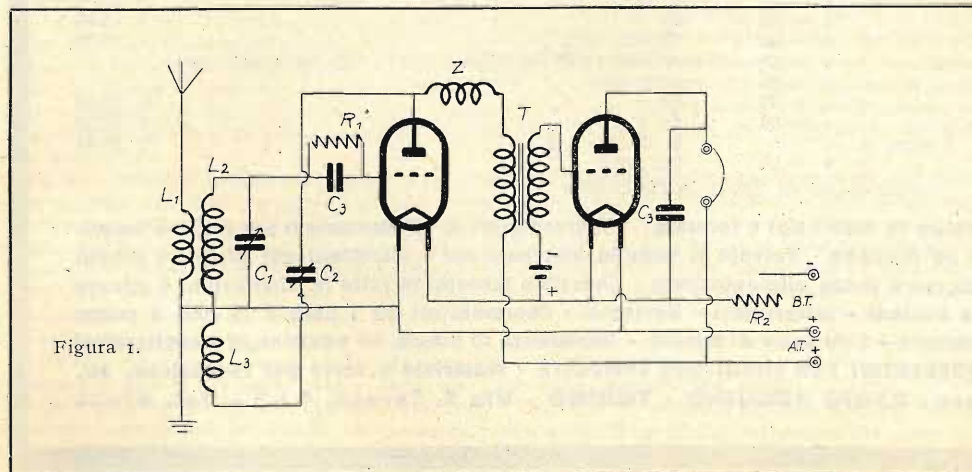 Z
R1
T
L2
L1
C3
C3
C1
C2
B.T.
R2
+
+
A.T.
+
L3
Figura 1.